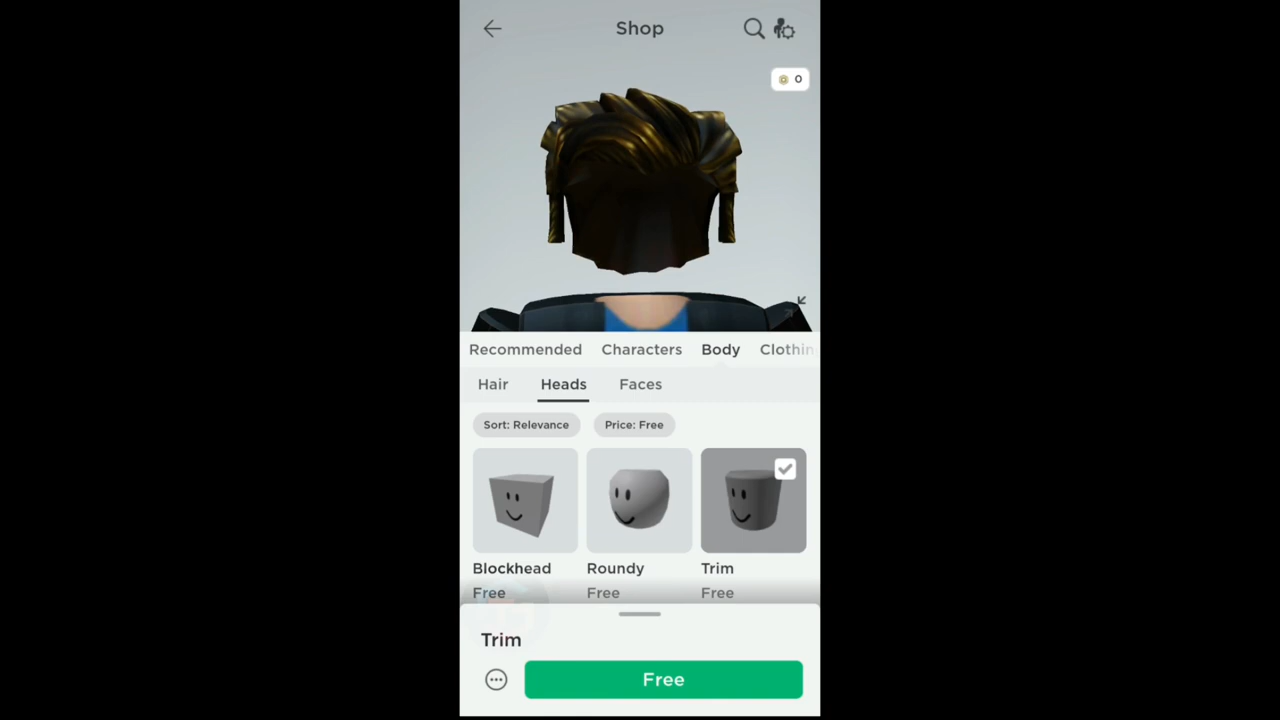 Shop
0
Recommended Characters Body Clothin
Hair Heads Faces
Sort: Relevance Price: Free
Blockhead Roundy Trim
Free Free Free
Trim
Free